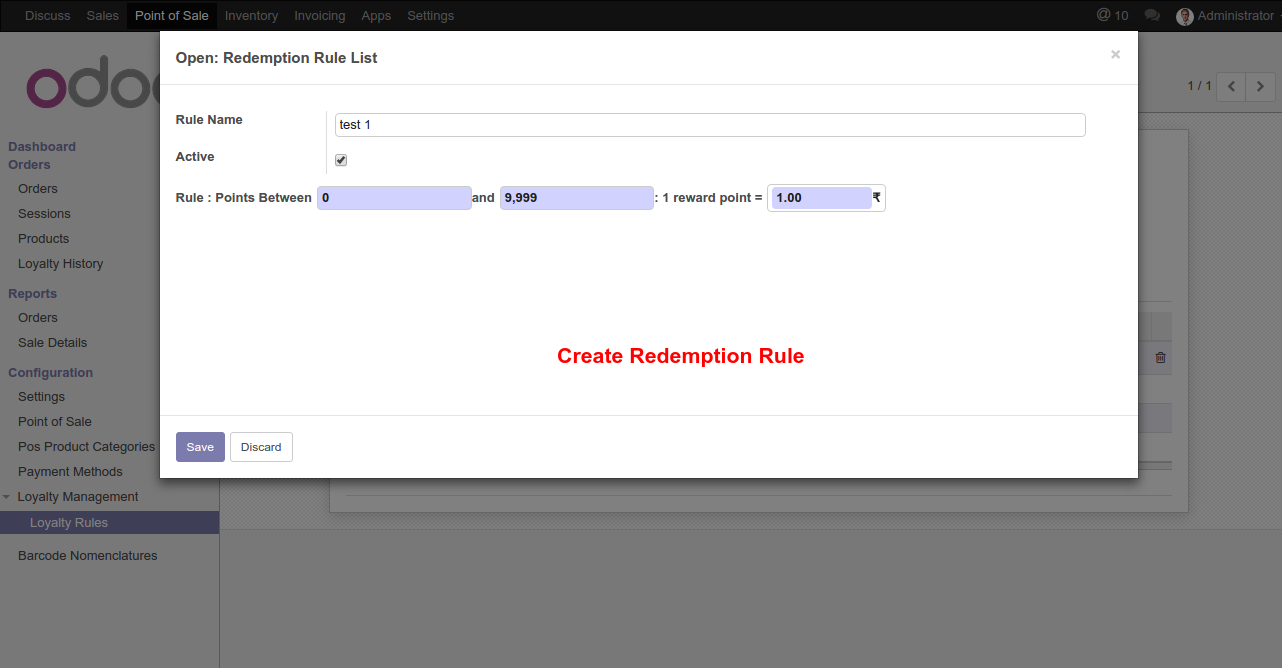 Discuss Sales Point of Sale Inventory Invoicing Apps Settings @ 10 Administrator
odoo
Open: Redemption Rule List ×
1 / 1
Rule Name test 1
Active
Rule : Points Between 0 and 9,999 : 1 reward point = 1.00 ₹
Create Redemption Rule
Save Discard
Dashboard
Orders
Orders
Sessions
Products
Loyalty History
Reports
Orders
Sale Details
Configuration
Settings
Point of Sale
Pos Product Categories
Payment Methods
Loyalty Management
Loyalty Rules
Barcode Nomenclatures